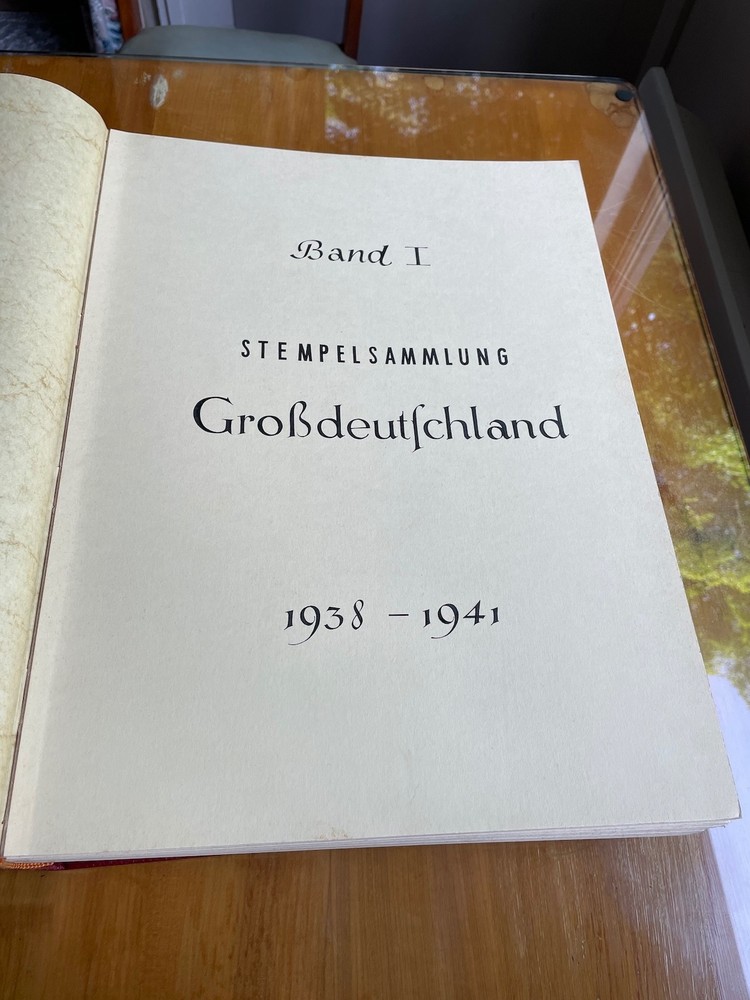 Band I
STEMPELSAMMLUNG
Großdeutſchland
1938 – 1941